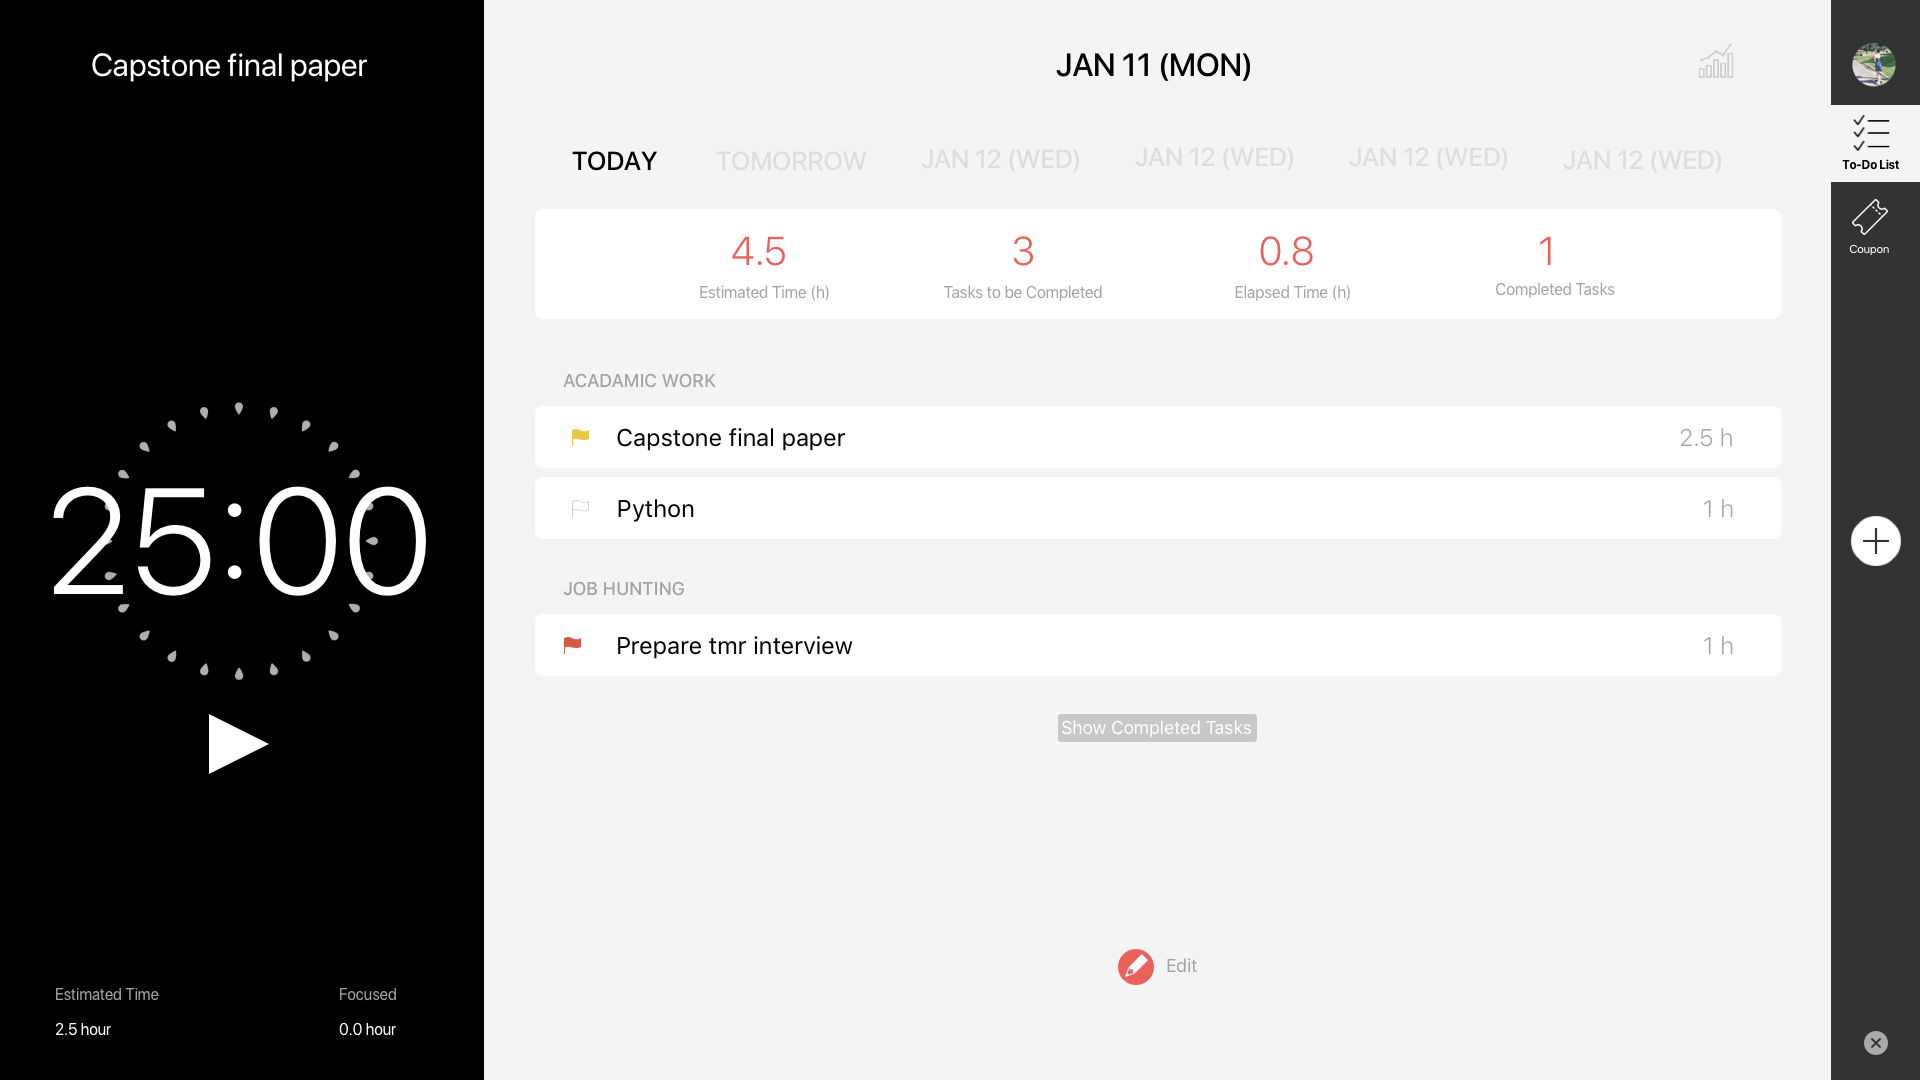 Capstone final paper
25:00
Estimated Time
2.5 hour
Focused
0.0 hour
JAN 11 (MON)
TODAY
TOMORROW
JAN 12 (WED)
JAN 12 (WED)
JAN 12 (WED)
JAN 12 (WED)
4.5
Estimated Time (h)
3
Tasks to be Completed
0.8
Elapsed Time (h)
1
Completed Tasks
ACADAMIC WORK
Capstone final paper 2.5 h
Python 1 h
JOB HUNTING
Prepare tmr interview 1 h
Show Completed Tasks
Edit
To-Do List
Coupon